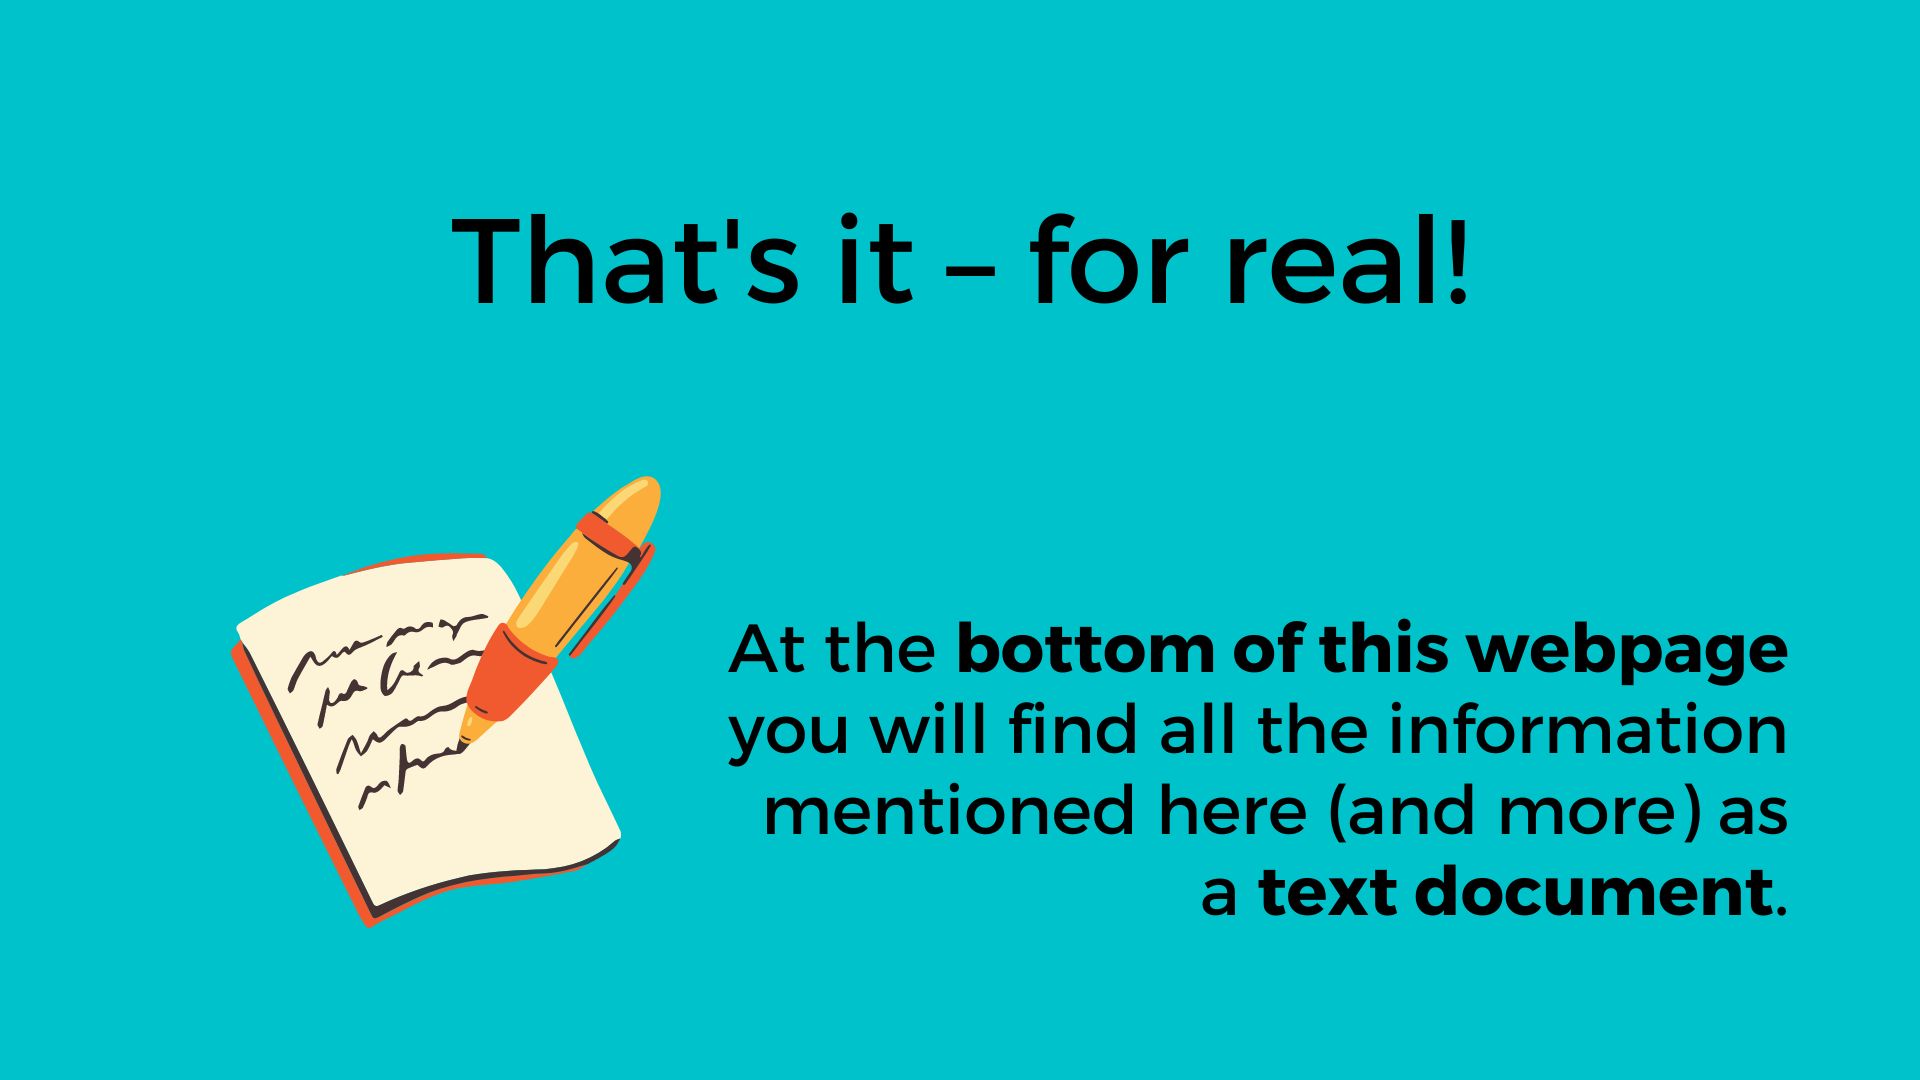 That's it – for real!
At the bottom of this webpage
you will find all the information
mentioned here (and more) as
a text document.